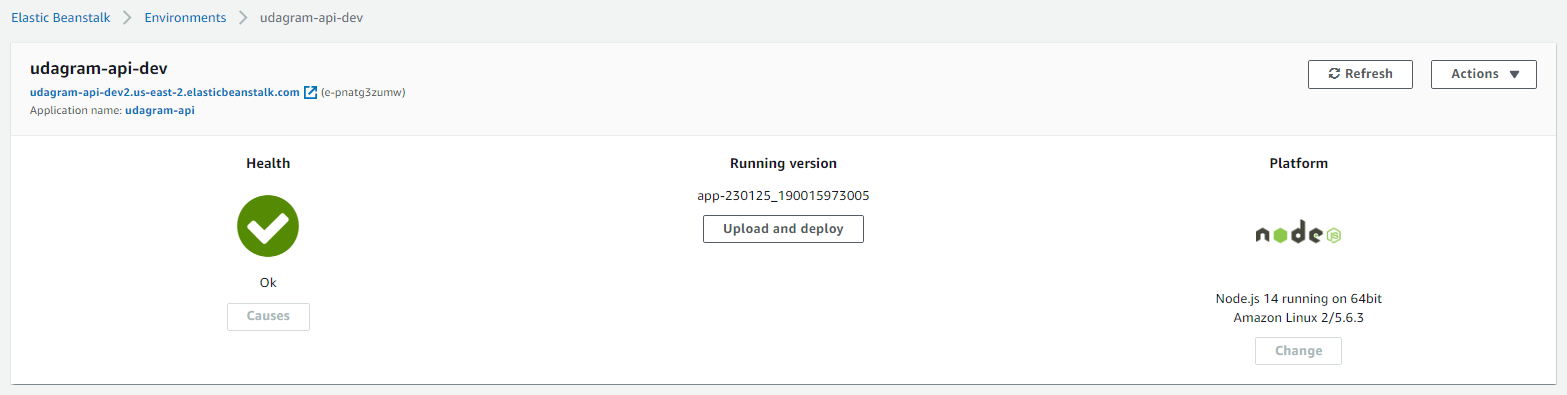 Elastic Beanstalk > Environments > udagram-api-dev
udagram-api-dev
Refresh
Actions
udagram-api-dev2.us-east-2.elasticbeanstalk.com (e-pnatg3zumw)
Application name: udagram-api
Health
Running version
Platform
app-230125_190015973005
Upload and deploy
node JS
Ok
Causes
Node.js 14 running on 64bit
Amazon Linux 2/5.6.3
Change